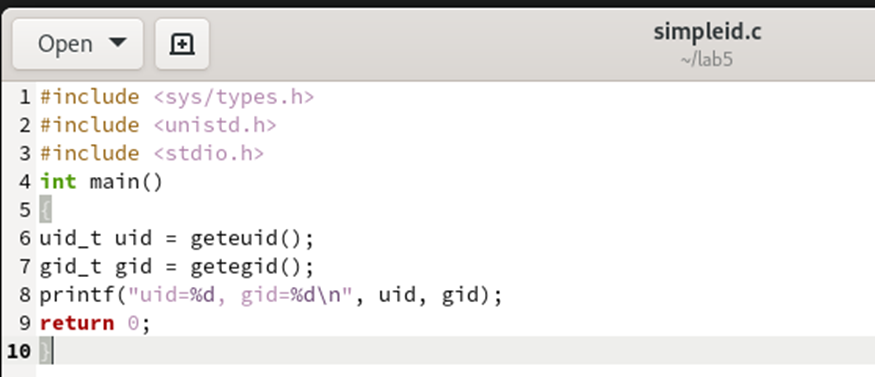 Open
simpleid.c
~/lab5
1 #include <sys/types.h>
2 #include <unistd.h>
3 #include <stdio.h>
4 int main()
5 {
6 uid_t uid = geteuid();
7 gid_t gid = getegid();
8 printf("uid=%d, gid=%d\n", uid, gid);
9 return 0;
10 }